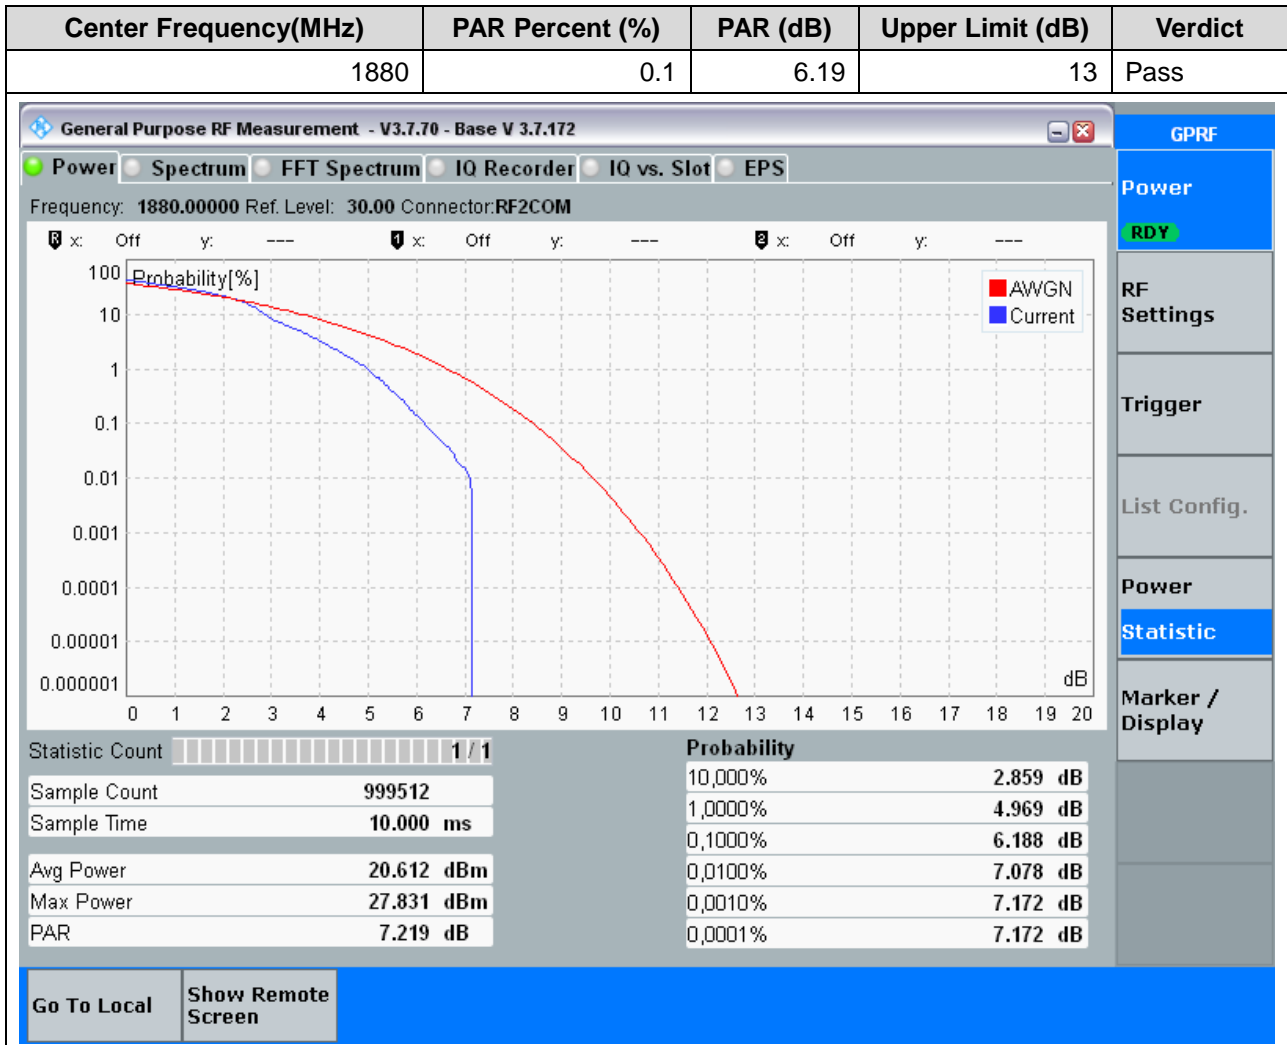 Center Frequency(MHz) PAR Percent (%) PAR (dB) Upper Limit (dB) Verdict
1880 0.1 6.19 13 Pass
General Purpose RF Measurement - V3.7.70 - Base V 3.7.172
GPRF
Power Spectrum FFT Spectrum IQ Recorder IQ vs. Slot EPS
Frequency: 1880.00000 Ref. Level: 30.00 Connector:RF2COM
R x: Off y: --- 1 x: Off y: --- 2 x: Off y: ---
Probability[%]
100
10
1
0.1
0.01
0.001
0.0001
0.00001
0.000001
AWGN
Current
dB
0 1 2 3 4 5 6 7 8 9 10 11 12 13 14 15 16 17 18 19 20
Statistic Count 1 / 1
Sample Count 999512
Sample Time 10.000 ms
Avg Power 20.612 dBm
Max Power 27.831 dBm
PAR 7.219 dB
Probability
10,000% 2.859 dB
1,0000% 4.969 dB
0,1000% 6.188 dB
0,0100% 7.078 dB
0,0010% 7.172 dB
0,0001% 7.172 dB
Power
RDY
RF
Settings
Trigger
List Config.
Power
Statistic
Marker /
Display
Go To Local
Show Remote
Screen